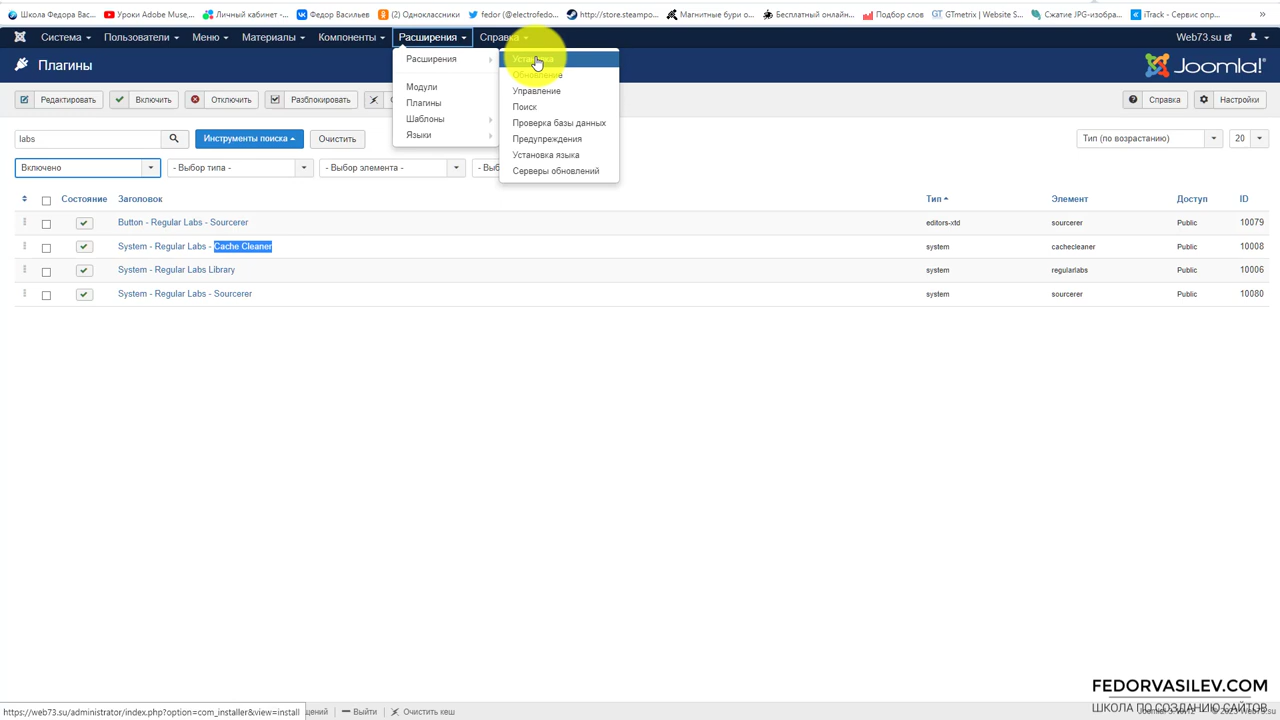 Школа Федора Вас... Уроки Adobe Muse,... Личный кабинет -... Федор Васильев (2) Одноклассники fedor (@electrofedo... http://store.steampo... Магнитные бури о... Бесплатный онлайн... Подбор слов GTmetrix | Website S... Сжатие JPG-изобра... iTrack - Сервис опр...
Система Пользователи Меню Материалы Компоненты Расширения Справка Web73.su
Плагины Joomla!®
Редактировать Включить Отключить Разблокировать Справка Настройки
labs Инструменты поиска Очистить Тип (по возрастанию) 20
Включено - Выбор типа - - Выбор элемента - - Выб
Расширения
Модули
Плагины
Шаблоны
Языки
Установка
Обновление
Управление
Поиск
Проверка базы данных
Предупреждения
Установка языка
Серверы обновлений
Состояние Заголовок Тип Элемент Доступ ID
Button - Regular Labs - Sourcerer editors-xtd sourcerer Public 10079
System - Regular Labs - Cache Cleaner system cachecleaner Public 10008
System - Regular Labs Library system regularlabs Public 10006
System - Regular Labs - Sourcerer system sourcerer Public 10080
FEDORVASILEV.COM
ШКОЛА ПО СОЗДАНИЮ САЙТОВ
https://web73.su/administrator/index.php?option=com_installer&view=install щений Выйти Очистить кеш